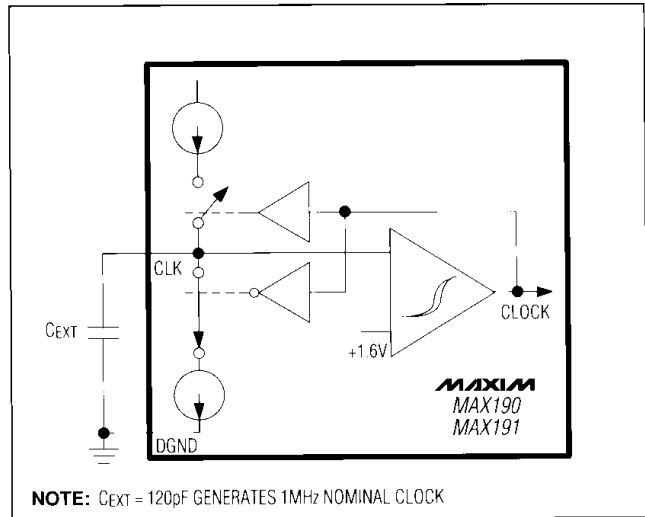 CLK
CEXT
+1.6V
CLOCK
MAXIM
MAX190
MAX191
DGND
NOTE: CEXT = 120pF GENERATES 1MHz NOMINAL CLOCK